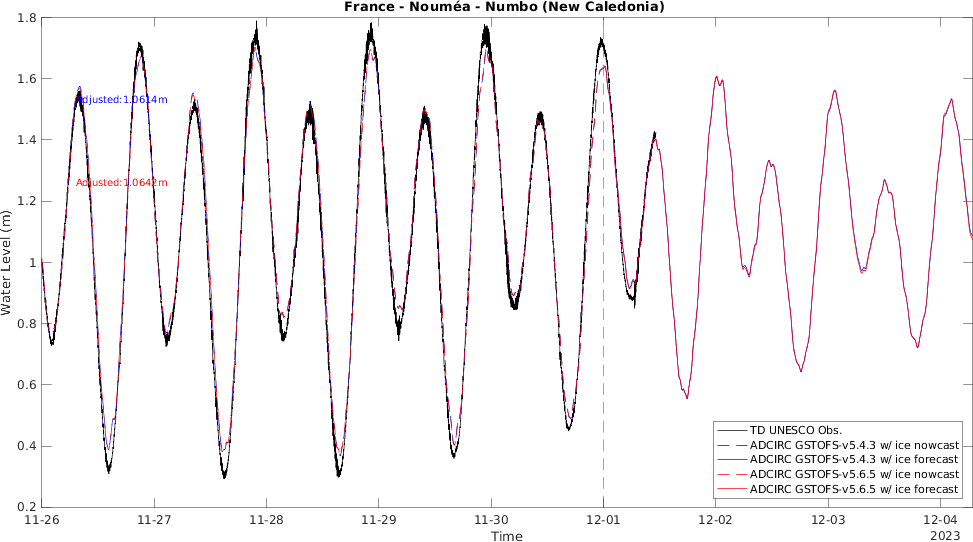 France - Nouméa - Numbo (New Caledonia)
1.8
1.6
1.4
1.2
1
0.8
0.6
0.4
0.2
Water Level (m)
Adjusted:1.0614m
Adjusted:1.0642m
TD UNESCO Obs.
ADCIRC GSTOFS-v5.4.3 w/ ice nowcast
ADCIRC GSTOFS-v5.4.3 w/ ice forecast
ADCIRC GSTOFS-v5.6.5 w/ ice nowcast
ADCIRC GSTOFS-v5.6.5 w/ ice forecast
11-26 11-27 11-28 11-29 11-30 12-01 12-02 12-03 12-04
2023
Time